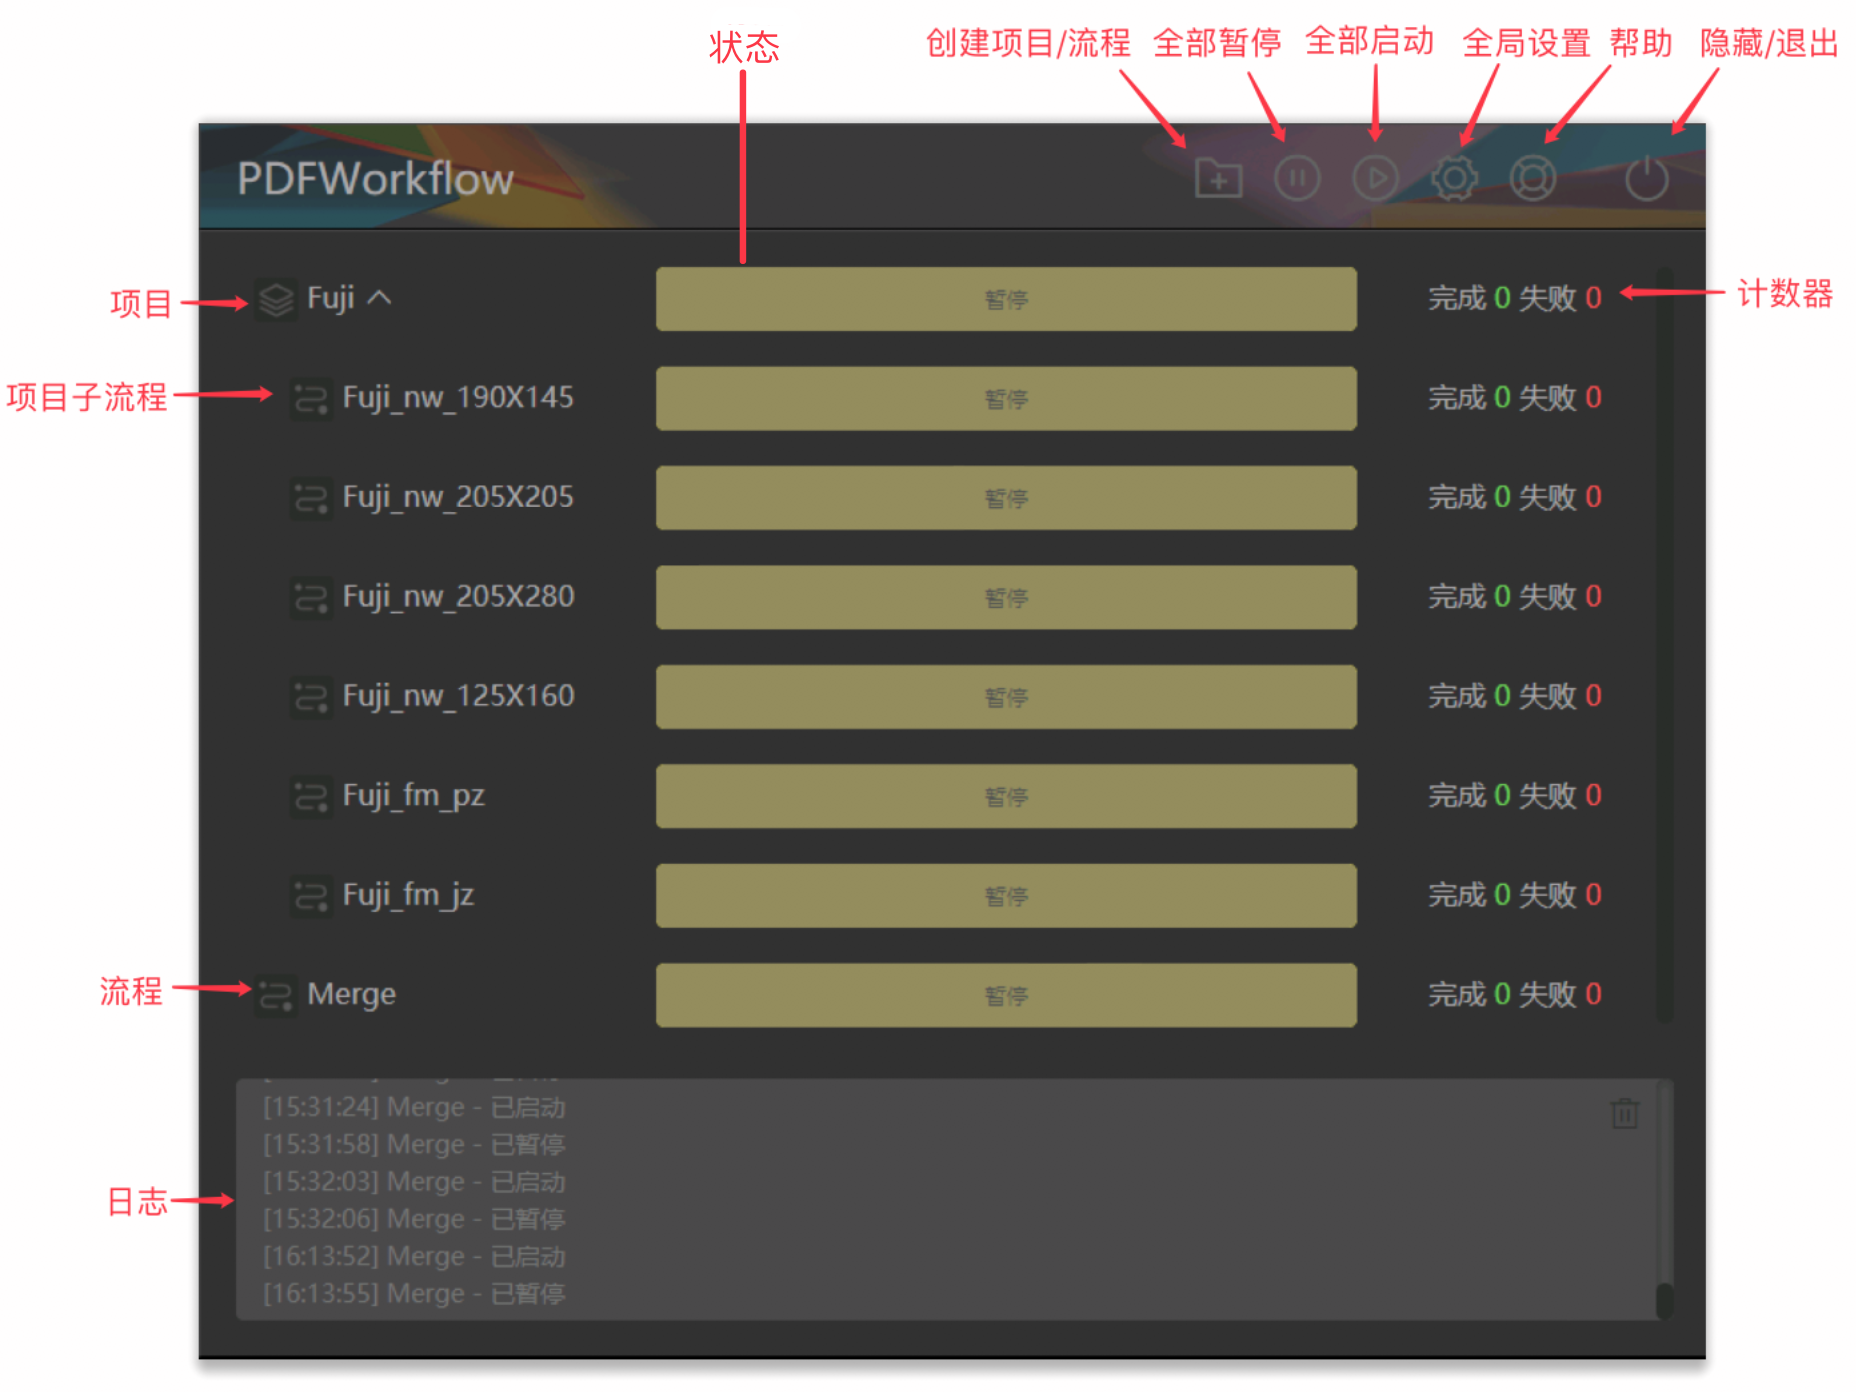 状态
创建项目/流程 全部暂停 全部启动 全局设置 帮助 隐藏/退出
PDFWorkflow
项目
Fuji
暂停
完成 0 失败 0
计数器
项目子流程
Fuji_nw_190X145
暂停
完成 0 失败 0
Fuji_nw_205X205
暂停
完成 0 失败 0
Fuji_nw_205X280
暂停
完成 0 失败 0
Fuji_nw_125X160
暂停
完成 0 失败 0
Fuji_fm_pz
暂停
完成 0 失败 0
Fuji_fm_jz
暂停
完成 0 失败 0
流程
Merge
暂停
完成 0 失败 0
日志
[15:31:24] Merge - 已启动
[15:31:58] Merge - 已暂停
[15:32:03] Merge - 已启动
[15:32:06] Merge - 已暂停
[16:13:52] Merge - 已启动
[16:13:55] Merge - 已暂停